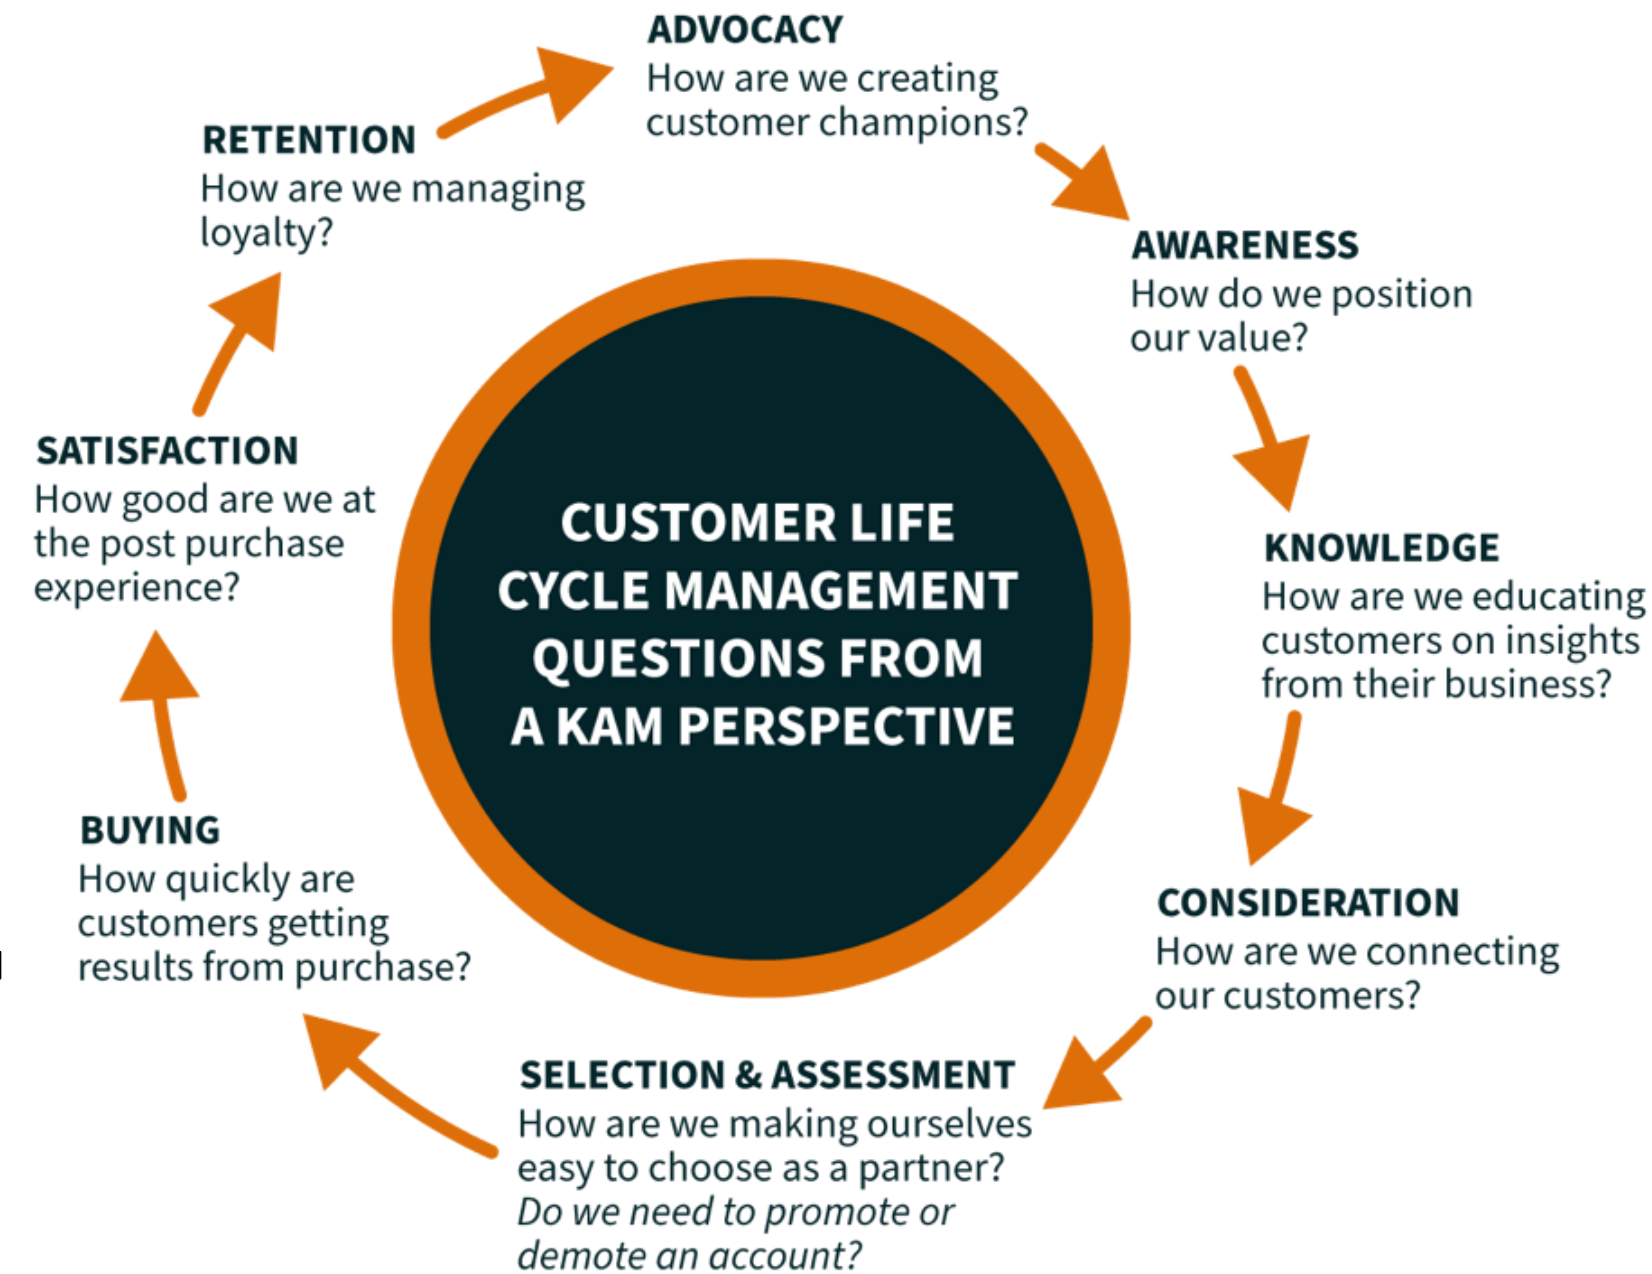 ADVOCACY
How are we creating
customer champions?
RETENTION
How are we managing
loyalty?
AWARENESS
How do we position
our value?
SATISFACTION
How good are we at
the post purchase
experience?
CUSTOMER LIFE
CYCLE MANAGEMENT
QUESTIONS FROM
A KAM PERSPECTIVE
KNOWLEDGE
How are we educating
customers on insights
from their business?
BUYING
How quickly are
customers getting
results from purchase?
CONSIDERATION
How are we connecting
our customers?
SELECTION & ASSESSMENT
How are we making ourselves
easy to choose as a partner?
Do we need to promote or
demote an account?